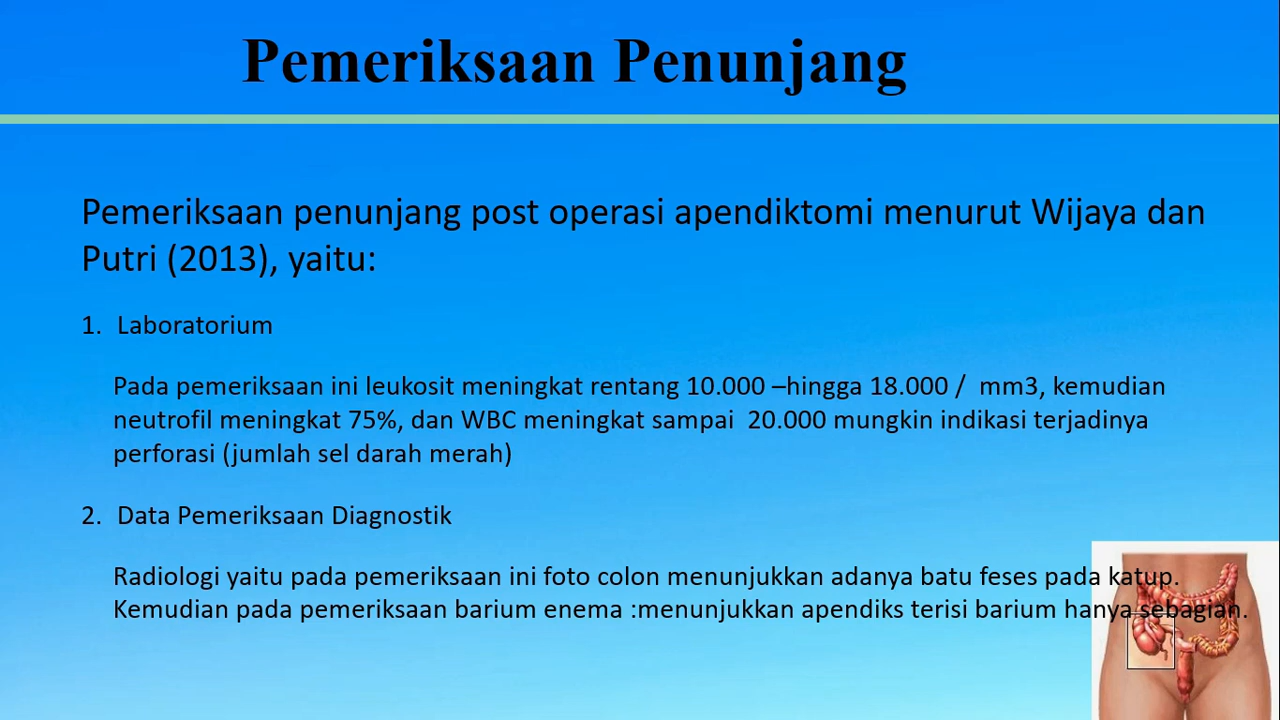 Pemeriksaan Penunjang
Pemeriksaan penunjang post operasi apendiktomi menurut Wijaya dan
Putri (2013), yaitu:
1. Laboratorium
Pada pemeriksaan ini leukosit meningkat rentang 10.000 –hingga 18.000 / mm3, kemudian
neutrofil meningkat 75%, dan WBC meningkat sampai 20.000 mungkin indikasi terjadinya
perforasi (jumlah sel darah merah)
2. Data Pemeriksaan Diagnostik
Radiologi yaitu pada pemeriksaan ini foto colon menunjukkan adanya batu feses pada katup.
Kemudian pada pemeriksaan barium enema :menunjukkan apendiks terisi barium hanya sebagian.